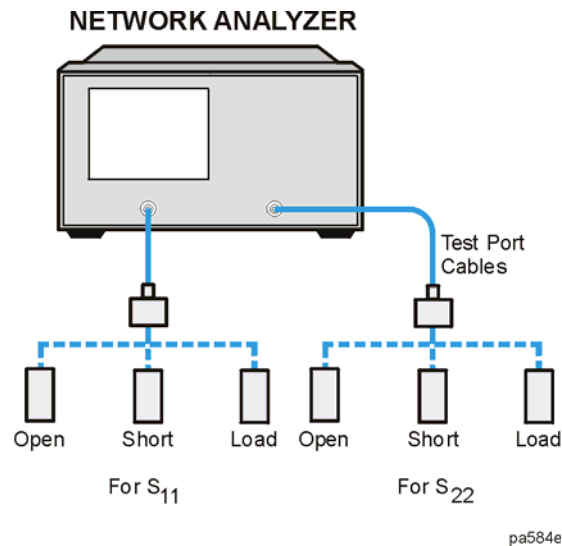 NETWORK ANALYZER
Test Port
Cables
Open Short Load Open Short Load
For S11 For S22
pa584e